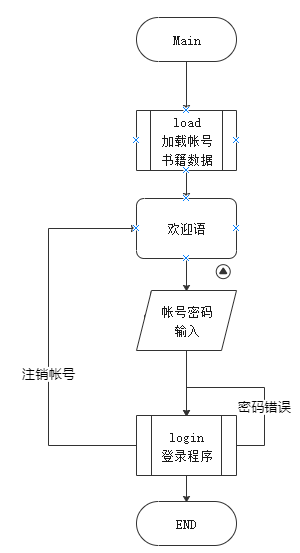 Main
load
加载帐号
书籍数据
欢迎语
帐号密码
输入
注销帐号
密码错误
login
登录程序
END